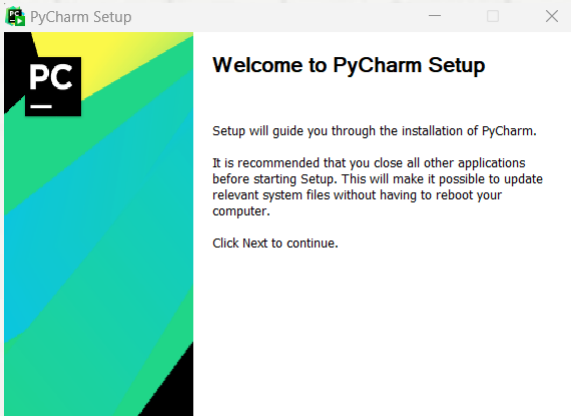 PyCharm Setup
PC
Welcome to PyCharm Setup
Setup will guide you through the installation of PyCharm.
It is recommended that you close all other applications
before starting Setup. This will make it possible to update
relevant system files without having to reboot your
computer.
Click Next to continue.